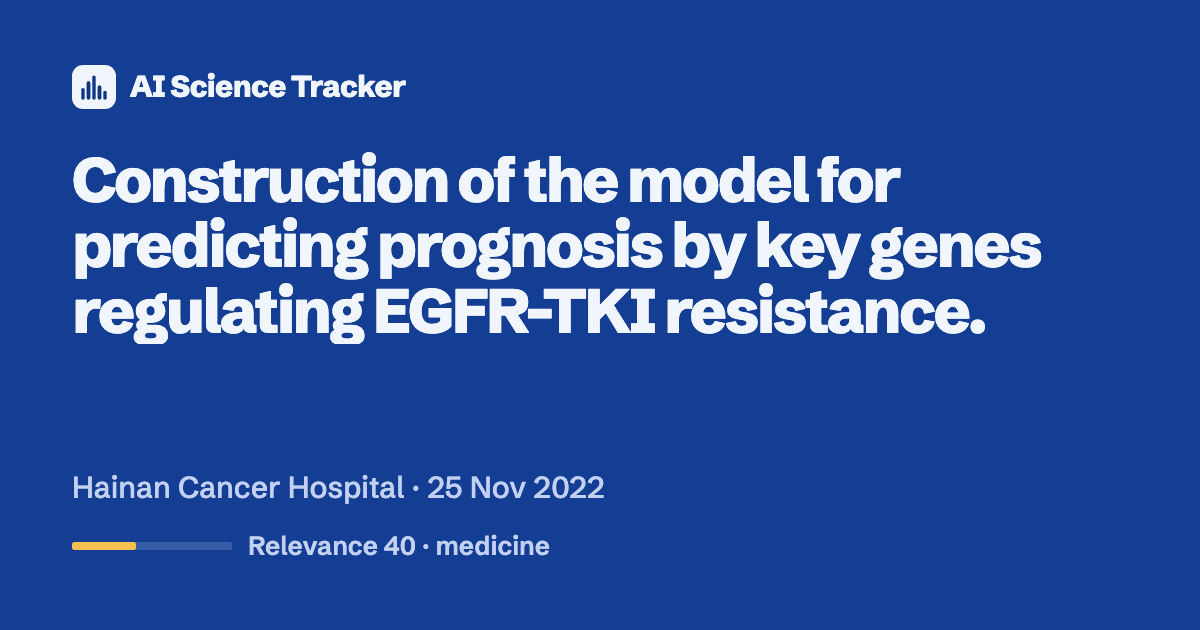 AI Science Tracker
Construction of the model for
predicting prognosis by key genes
regulating EGFR-TKI resistance.
Hainan Cancer Hospital · 25 Nov 2022
Relevance 40 · medicine